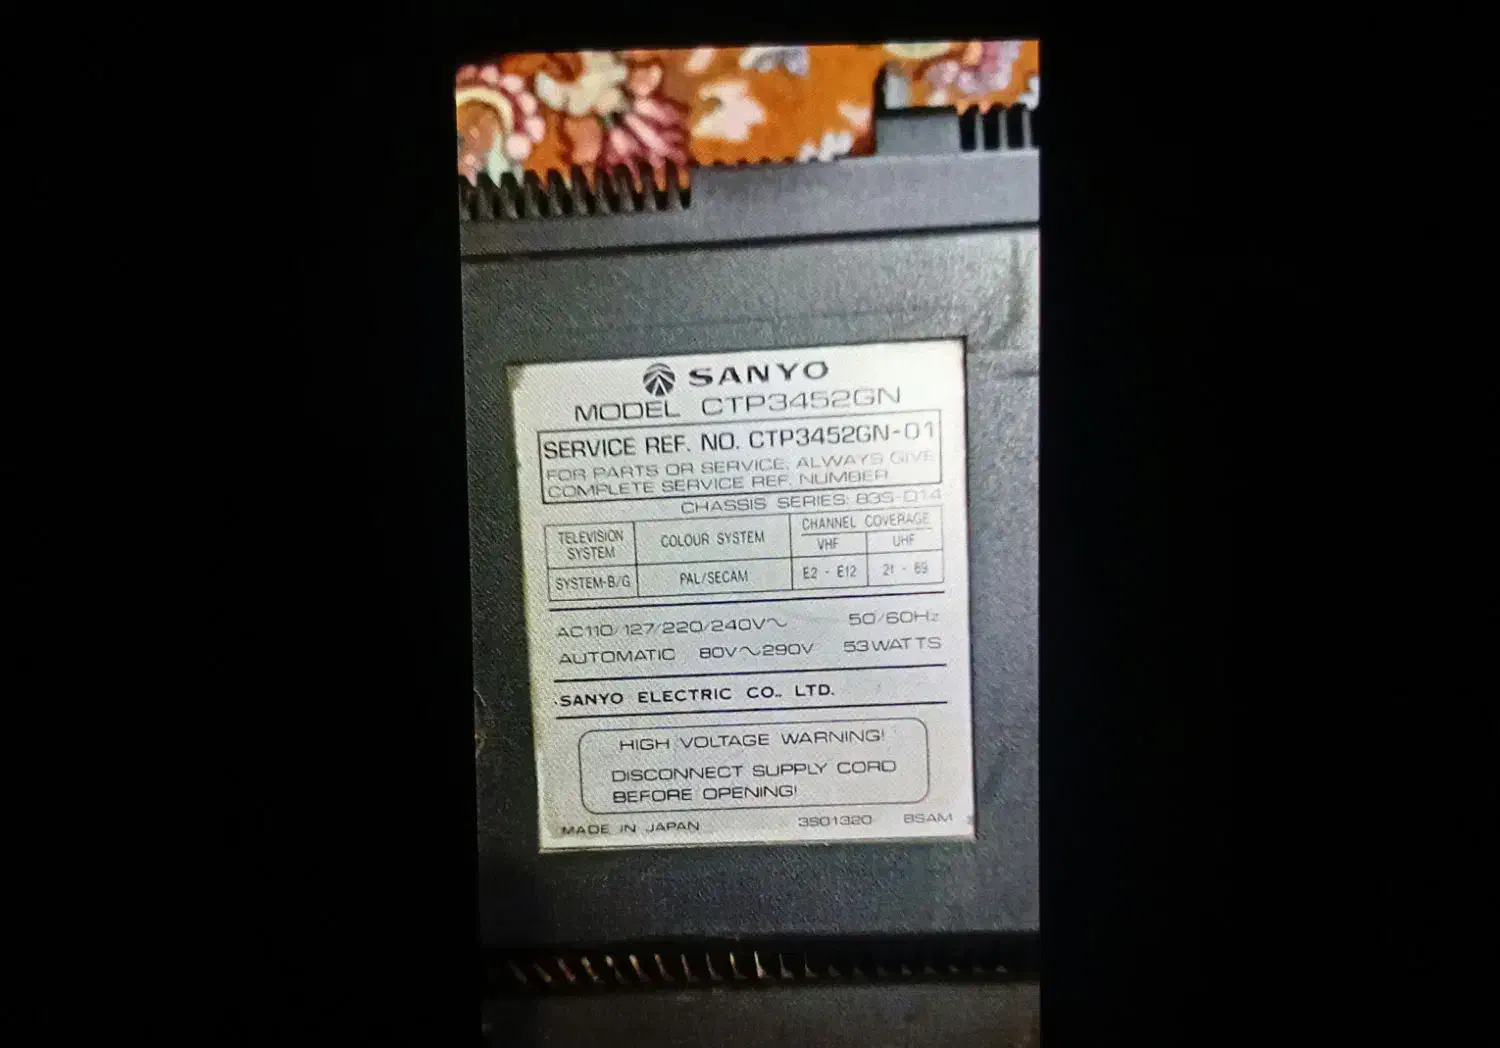 SANYO
MODEL CTP3452GN
SERVICE REF. NO. CTP3452GN-01
FOR PARTS OR SERVICE, ALWAYS GIVE
COMPLETE SERVICE REF. NUMBER
CHASSIS SERIES: 83S-D14
TELEVISION SYSTEM COLOUR SYSTEM CHANNEL COVERAGE
VHF UHF
SYSTEM-B/G PAL/SECAM E2 - E12 21 - 69
AC110/127/220/240V～ 50/60Hz
AUTOMATIC 80V～290V 53WATTS
SANYO ELECTRIC CO., LTD.
HIGH VOLTAGE WARNING!
DISCONNECT SUPPLY CORD
BEFORE OPENING!
MADE IN JAPAN 3S01320 BSAM